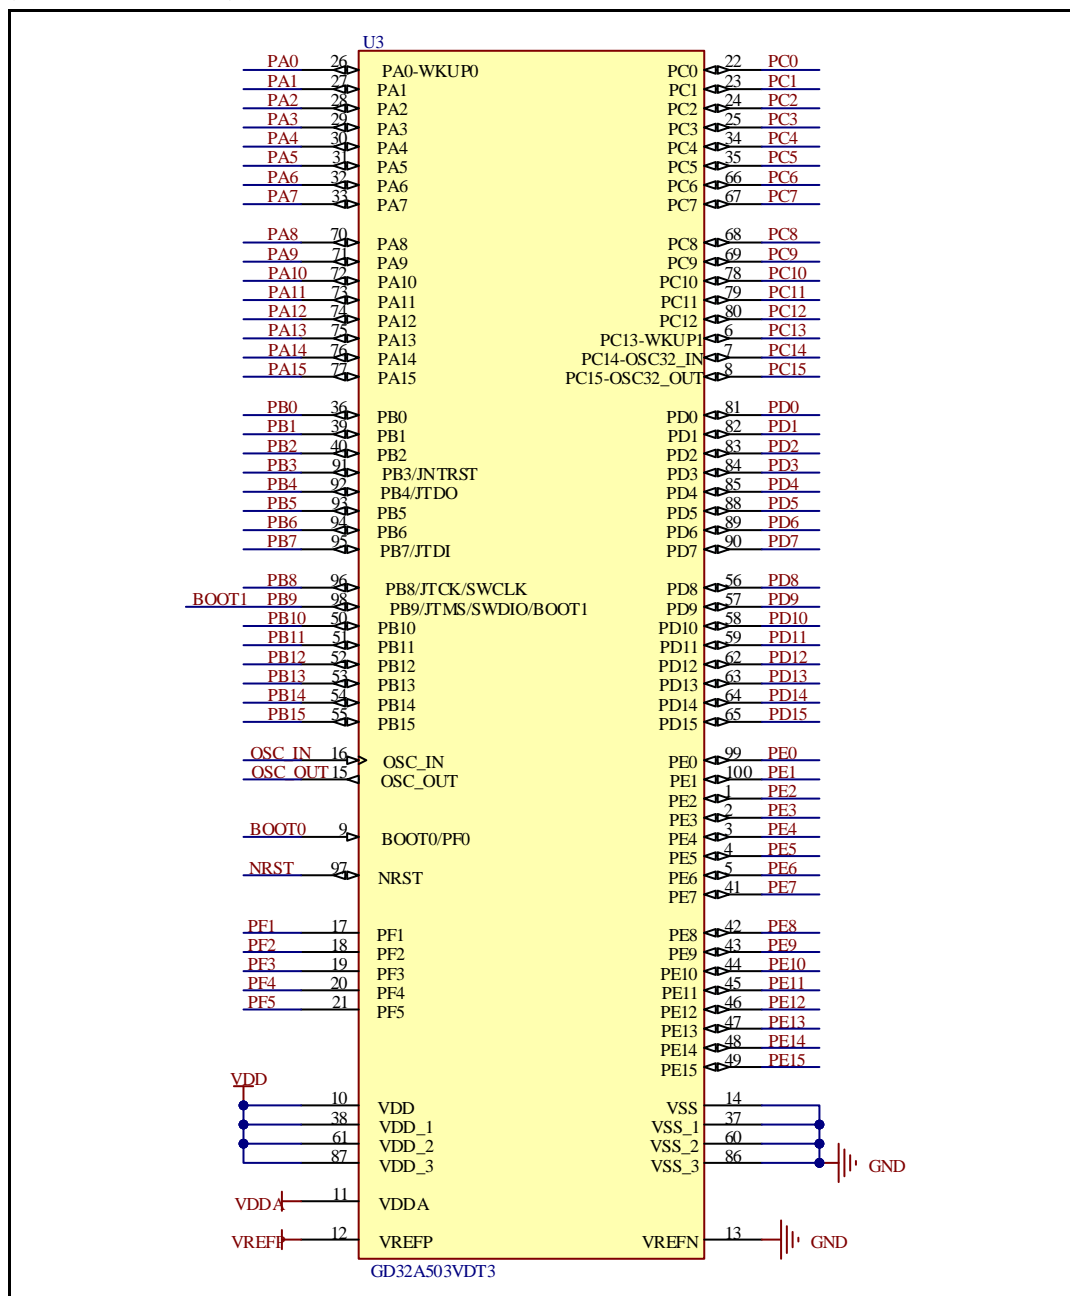 U3
PA0 26 PA0-WKUP0 PC0 22 PC0
PA1 27 PA1 PC1 23 PC1
PA2 28 PA2 PC2 24 PC2
PA3 29 PA3 PC3 25 PC3
PA4 30 PA4 PC4 34 PC4
PA5 31 PA5 PC5 35 PC5
PA6 32 PA6 PC6 66 PC6
PA7 33 PA7 PC7 67 PC7
PA8 70 PA8 PC8 68 PC8
PA9 71 PA9 PC9 69 PC9
PA10 72 PA10 PC10 78 PC10
PA11 73 PA11 PC11 79 PC11
PA12 74 PA12 PC12 80 PC12
PA13 75 PA13 PC13-WKUP1 6 PC13
PA14 76 PA14 PC14-OSC32_IN 7 PC14
PA15 77 PA15 PC15-OSC32_OUT 8 PC15
PB0 36 PB0 PD0 81 PD0
PB1 39 PB1 PD1 82 PD1
PB2 40 PB2 PD2 83 PD2
PB3 91 PB3/JNTRST PD3 84 PD3
PB4 92 PB4/JTDO PD4 85 PD4
PB5 93 PB5 PD5 88 PD5
PB6 94 PB6 PD6 89 PD6
PB7 95 PB7/JTDI PD7 90 PD7
PB8 96 PB8/JTCK/SWCLK PD8 56 PD8
BOOT1 PB9 98 PB9/JTMS/SWDIO/BOOT1 PD9 57 PD9
PB10 50 PB10 PD10 58 PD10
PB11 51 PB11 PD11 59 PD11
PB12 52 PB12 PD12 62 PD12
PB13 53 PB13 PD13 63 PD13
PB14 54 PB14 PD14 64 PD14
PB15 55 PB15 PD15 65 PD15
OSC_IN 16 OSC_IN PE0 99 PE0
OSC_OUT 15 OSC_OUT PE1 100 PE1
PE2 1 PE2
PE3 2 PE3
BOOT0 9 BOOT0/PF0 PE4 3 PE4
PE5 4 PE5
NRST 97 NRST PE6 5 PE6
PE7 41 PE7
PF1 17 PF1 PE8 42 PE8
PF2 18 PF2 PE9 43 PE9
PF3 19 PF3 PE10 44 PE10
PF4 20 PF4 PE11 45 PE11
PF5 21 PF5 PE12 46 PE12
PE13 47 PE13
PE14 48 PE14
PE15 49 PE15
VDD
10 VDD VSS 14
38 VDD_1 VSS_1 37
61 VDD_2 VSS_2 60
87 VDD_3 VSS_3 86 GND
VDDA 11 VDDA
VREFP 12 VREFP VREFN 13 GND
GD32A503VDT3